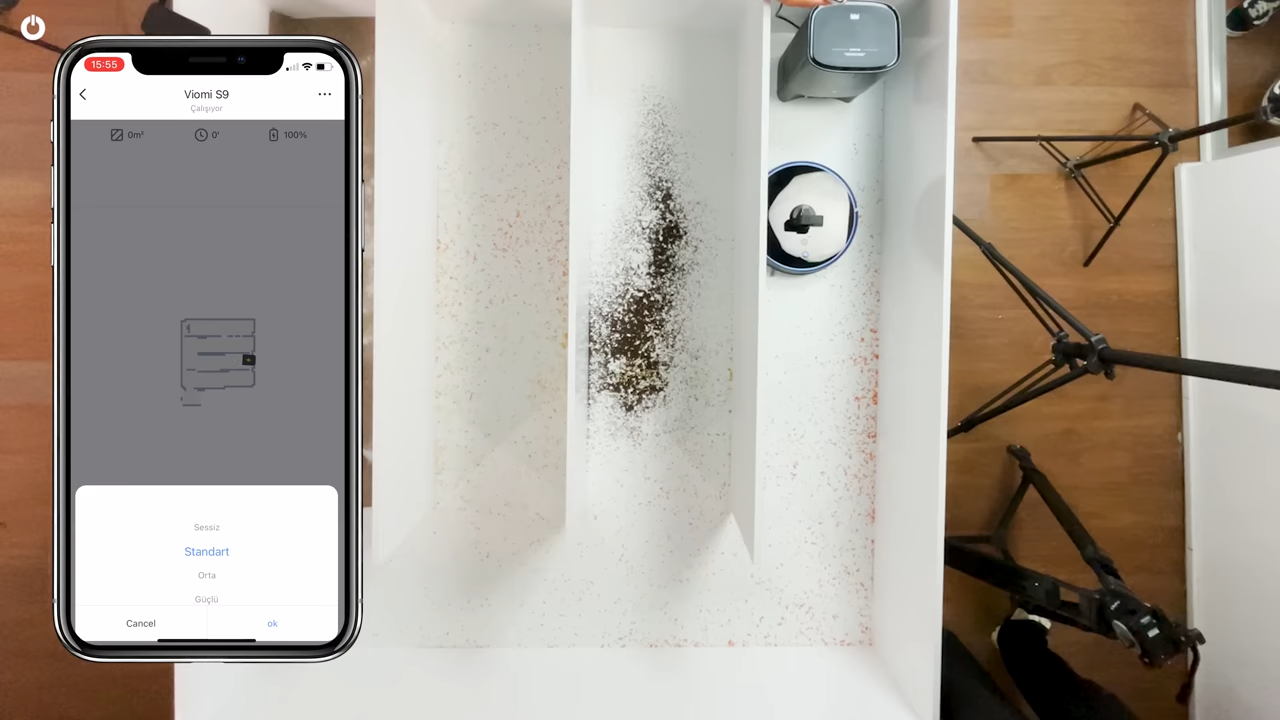 15:55
Viomi S9
Çalışıyor
0m² 0' 100%
Sessiz
Standart
Orta
Güçlü
Cancel ok